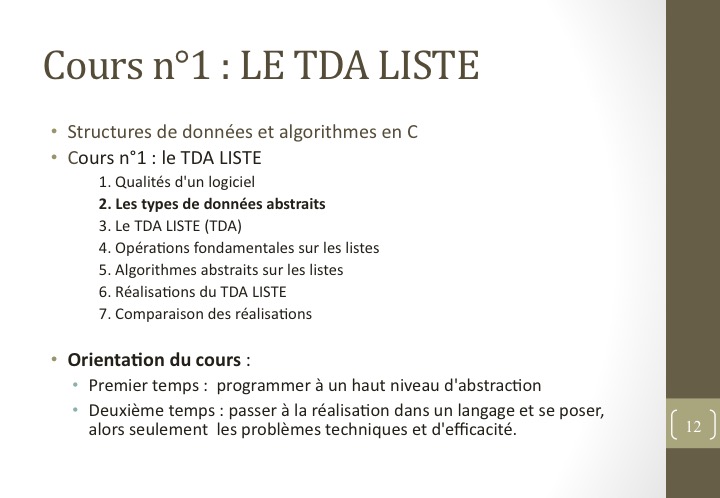 Cours n°1 : LE TDA LISTE
• Structures de données et algorithmes en C
• Cours n°1 : le TDA LISTE
1. Qualités d'un logiciel
2. Les types de données abstraits
3. Le TDA LISTE (TDA)
4. Opérations fondamentales sur les listes
5. Algorithmes abstraits sur les listes
6. Réalisations du TDA LISTE
7. Comparaison des réalisations
• Orientation du cours :
• Premier temps :  programmer à un haut niveau d'abstraction
• Deuxième temps : passer à la réalisation dans un langage et se poser,
alors seulement  les problèmes techniques et d'efficacité.
12